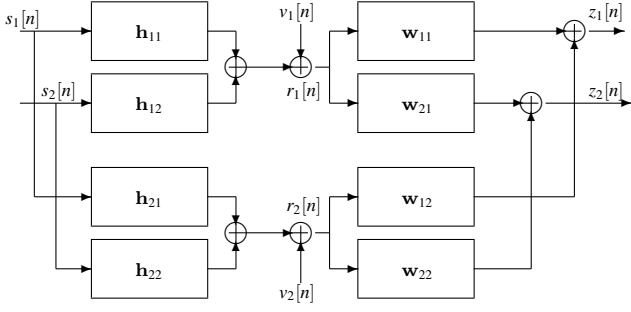 s₁[n]
h₁₁
v₁[n]
w₁₁
z₁[n]
s₂[n]
h₁₂
r₁[n]
w₂₁
z₂[n]
h₂₁
r₂[n]
w₁₂
h₂₂
v₂[n]
w₂₂